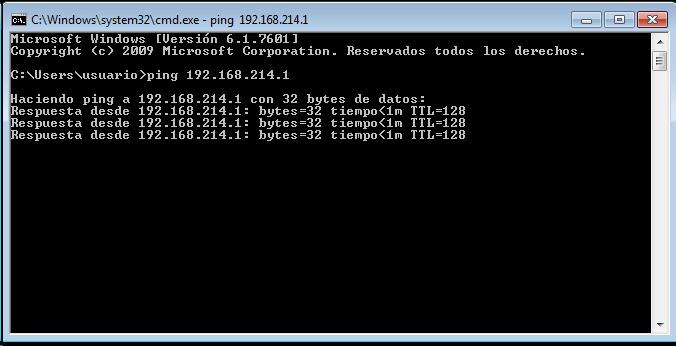 C:\Windows\system32\cmd.exe - ping 192.168.214.1
Microsoft Windows [Versión 6.1.7601]
Copyright (c) 2009 Microsoft Corporation. Reservados todos los derechos.
C:\Users\usuario>ping 192.168.214.1
Haciendo ping a 192.168.214.1 con 32 bytes de datos:
Respuesta desde 192.168.214.1: bytes=32 tiempo<1m TTL=128
Respuesta desde 192.168.214.1: bytes=32 tiempo<1m TTL=128
Respuesta desde 192.168.214.1: bytes=32 tiempo<1m TTL=128